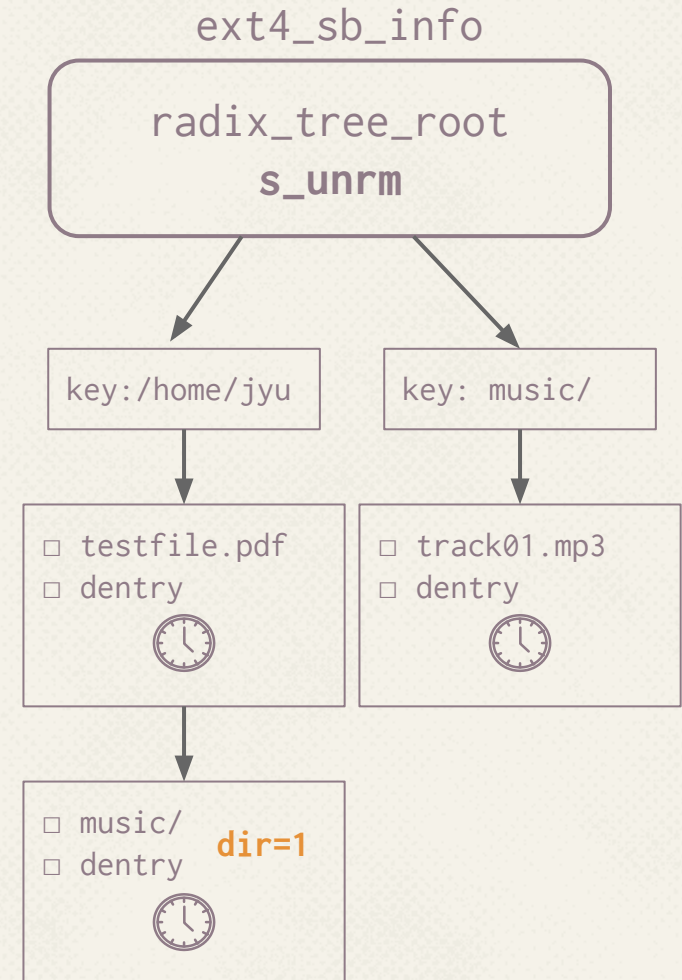 ext4_sb_info
radix_tree_root
s_unrm
key:/home/jyu
key: music/
□ testfile.pdf
□ dentry
□ track01.mp3
□ dentry
□ music/
□ dentry
dir=1